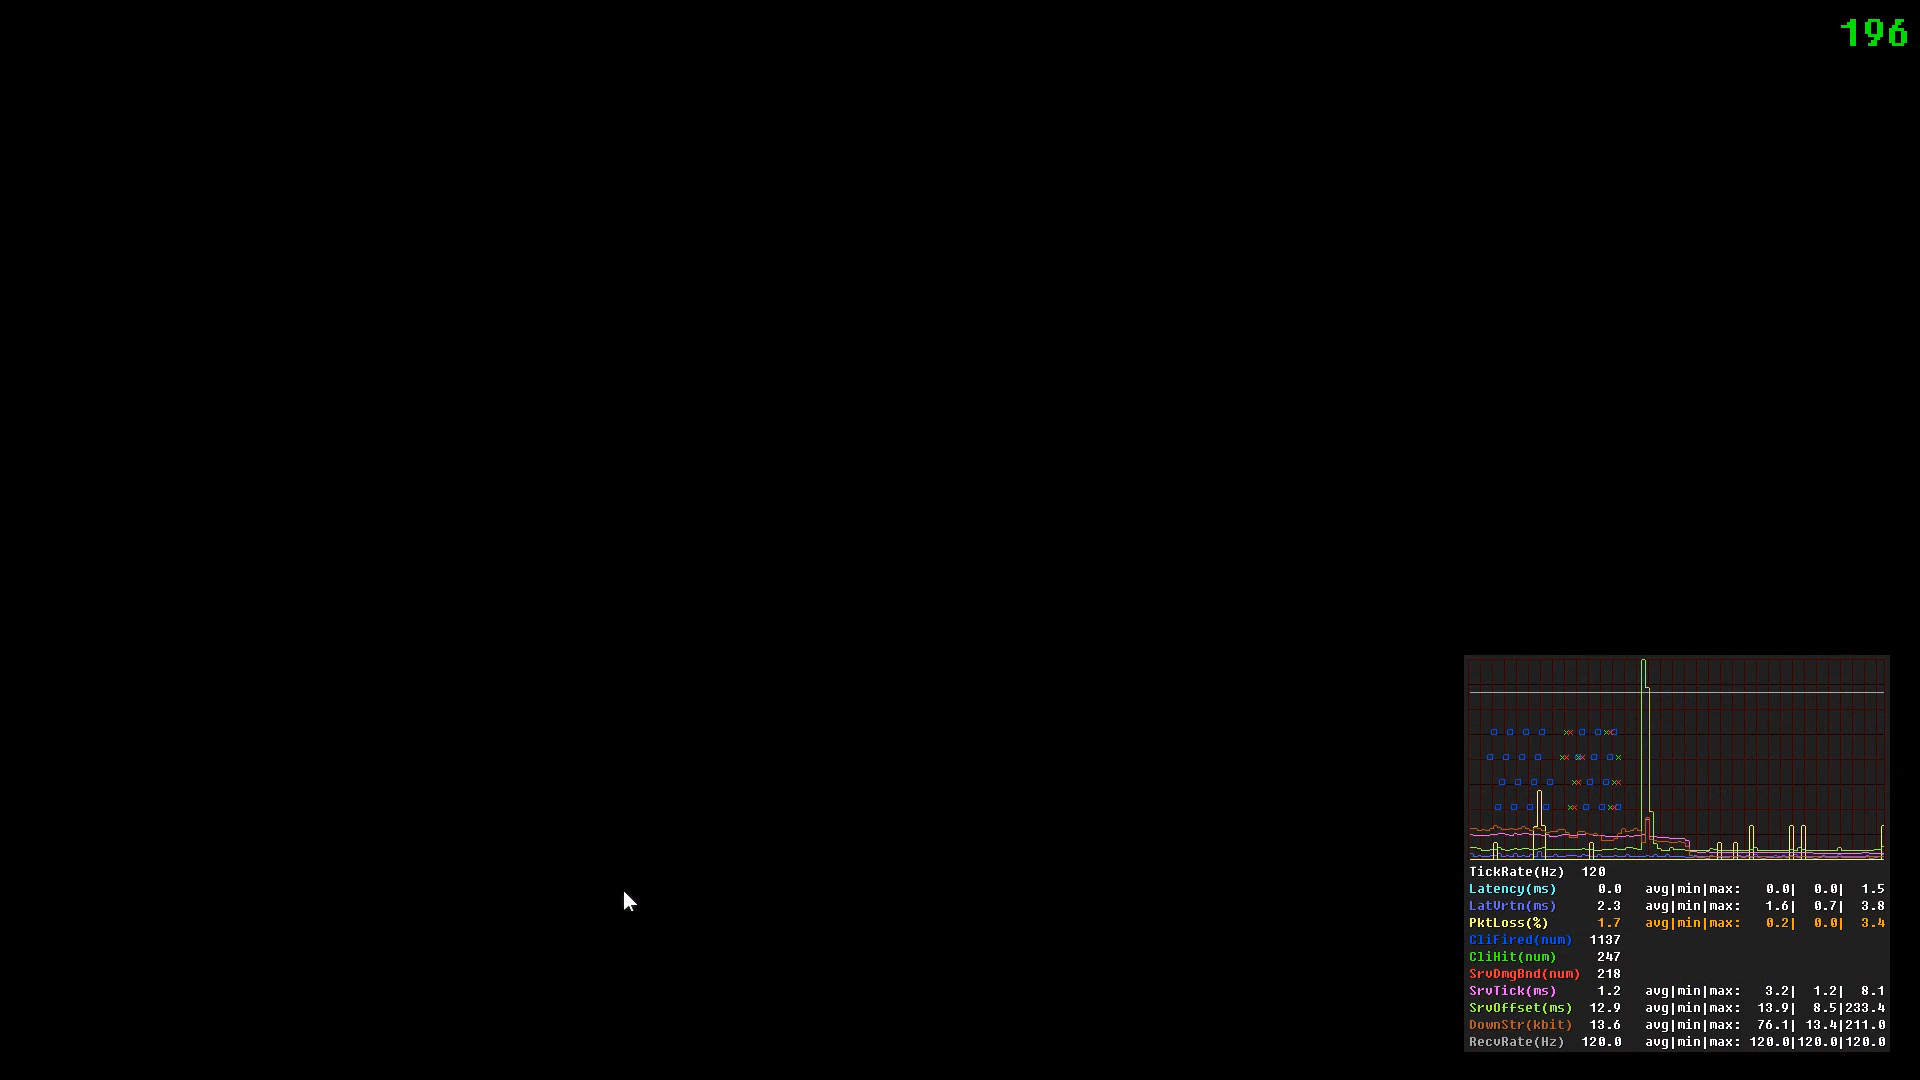 196
TickRate(Hz) 120
Latency(ms) 0.0 avg|min|max: 0.0| 0.0| 1.5
LatVrtn(ms) 2.3 avg|min|max: 1.6| 0.7| 3.8
PktLoss(%) 1.7 avg|min|max: 0.2| 0.0| 3.4
CliFired(num) 1137
CliHit(num) 247
SrvDmgBnd(num) 218
SrvTick(ms) 1.2 avg|min|max: 3.2| 1.2| 8.1
SrvOffset(ms) 12.9 avg|min|max: 13.9| 8.5|233.4
DownStr(kbit) 13.6 avg|min|max: 76.1| 13.4|211.0
RecvRate(Hz) 120.0 avg|min|max: 120.0|120.0|120.0